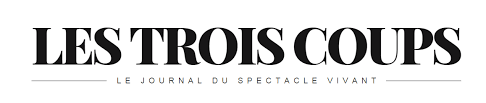 LES TROIS COUPS
LE JOURNAL DU SPECTACLE VIVANT